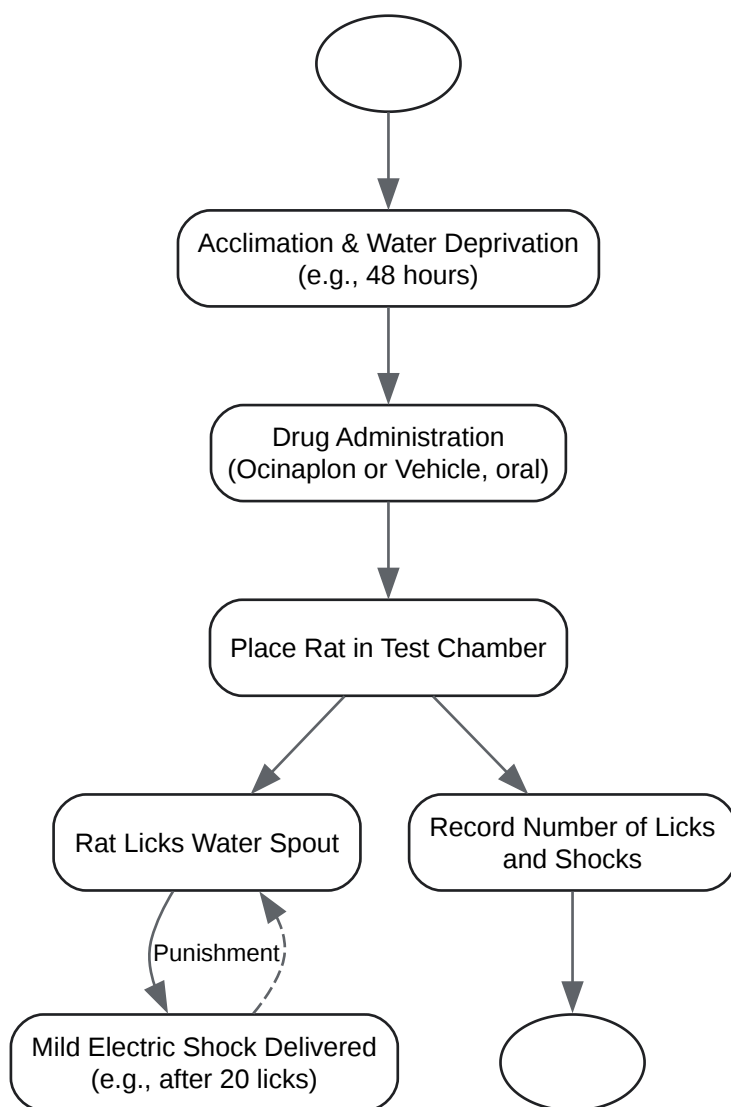 Acclimation & Water Deprivation
(e.g., 48 hours)
Drug Administration
(Ocinaplon or Vehicle, oral)
Place Rat in Test Chamber
Rat Licks Water Spout
Record Number of Licks
and Shocks
Punishment
Mild Electric Shock Delivered
(e.g., after 20 licks)